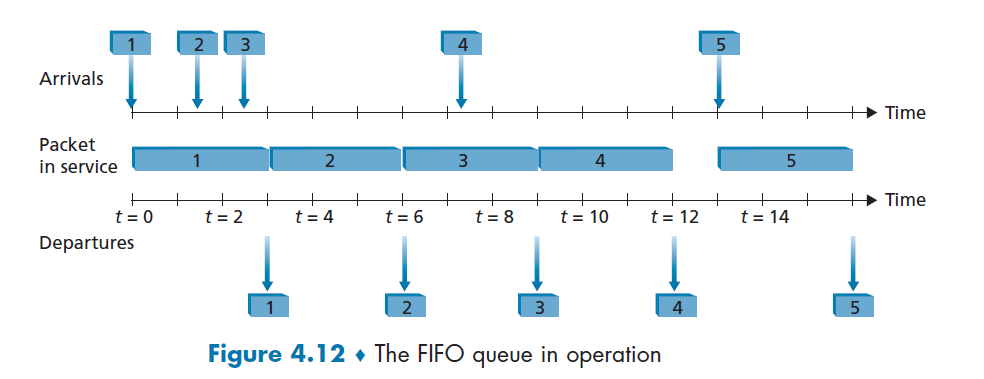 1 2 3 4 5
Arrivals
Time
Packet
in service
1 2 3 4 5
Time
t = 0 t = 2 t = 4 t = 6 t = 8 t = 10 t = 12 t = 14
Departures
1 2 3 4 5
Figure 4.12 ♦ The FIFO queue in operation